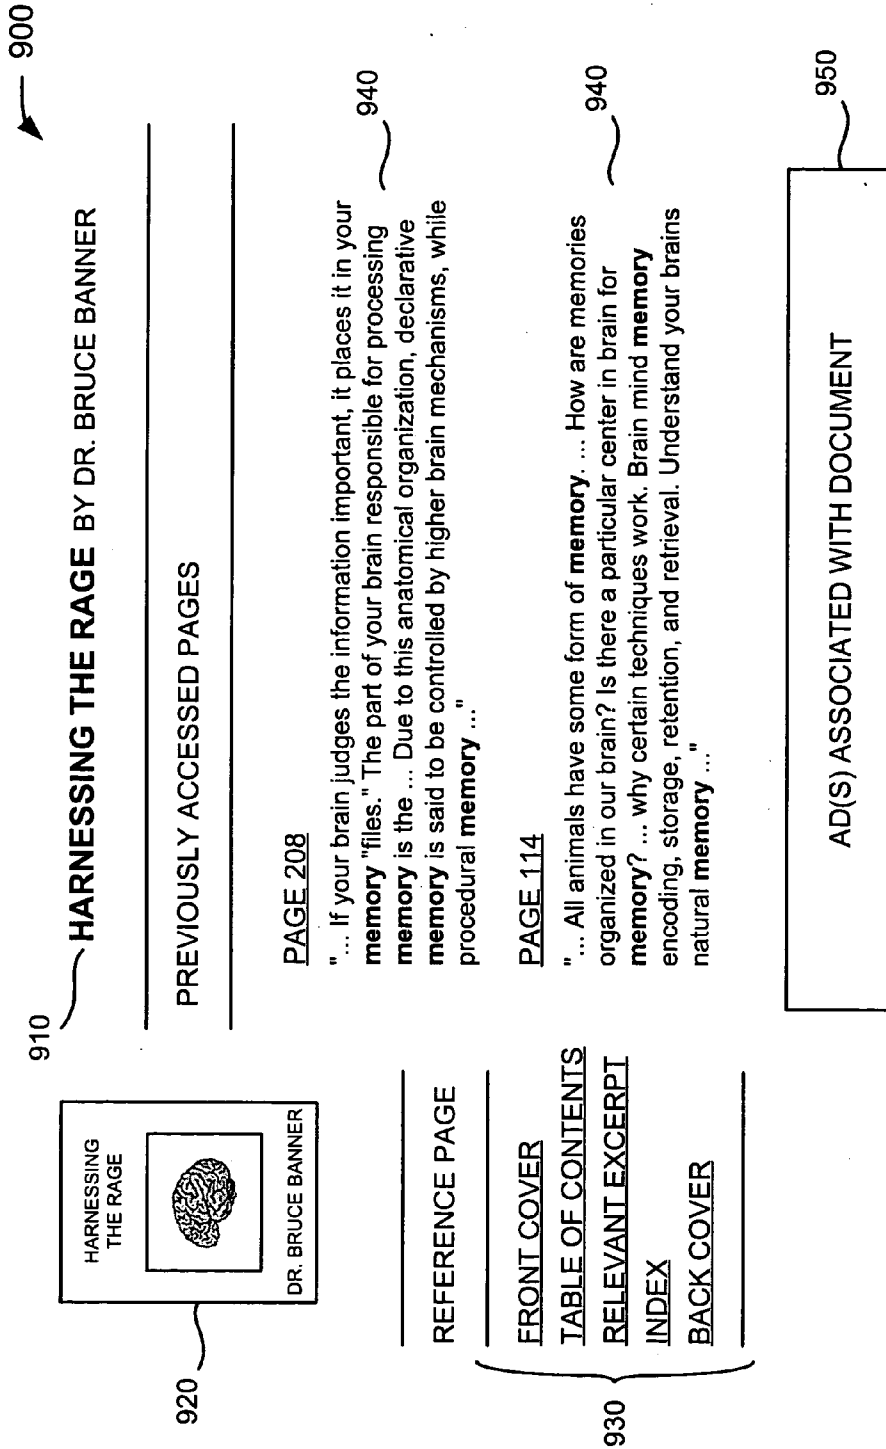 900
910
HARNESSING THE RAGE BY DR. BRUCE BANNER
920
HARNESSING
THE RAGE
DR. BRUCE BANNER
PREVIOUSLY ACCESSED PAGES
PAGE 208
"... If your brain judges the information important, it places it in your
memory "files." The part of your brain responsible for processing
memory is the ... Due to this anatomical organization, declarative
memory is said to be controlled by higher brain mechanisms, while
procedural memory ..."
940
PAGE 114
"... All animals have some form of memory. ... How are memories
organized in our brain? Is there a particular center in brain for
memory? ... why certain techniques work. Brain mind memory
encoding, storage, retention, and retrieval. Understand your brains
natural memory ..."
940
REFERENCE PAGE
FRONT COVER
TABLE OF CONTENTS
RELEVANT EXCERPT
INDEX
BACK COVER
930
AD(S) ASSOCIATED WITH DOCUMENT
950